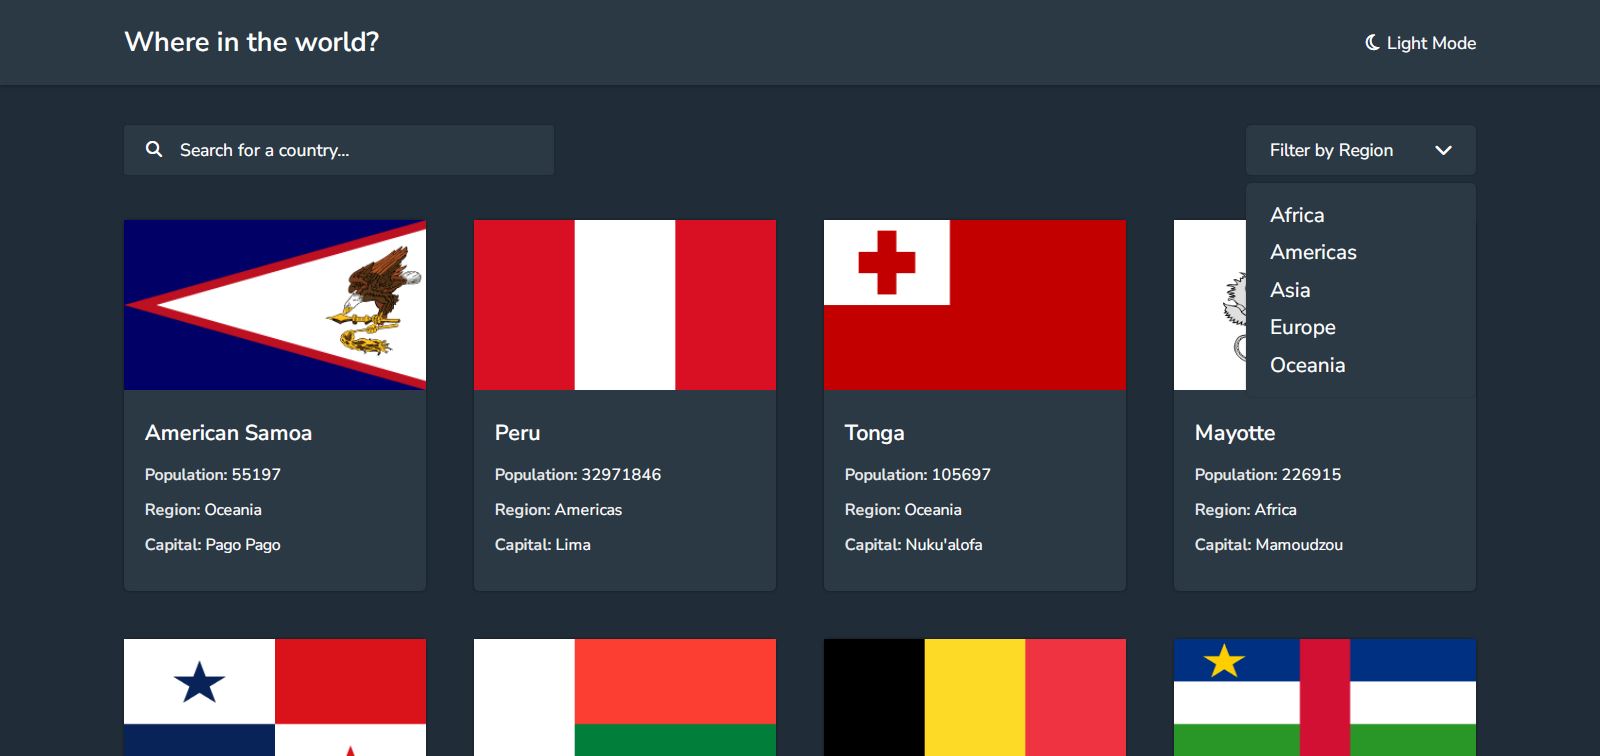 Where in the world?
Light Mode
Search for a country...
Filter by Region
Africa
Americas
Asia
Europe
Oceania
American Samoa
Population: 55197
Region: Oceania
Capital: Pago Pago
Peru
Population: 32971846
Region: Americas
Capital: Lima
Tonga
Population: 105697
Region: Oceania
Capital: Nuku'alofa
Mayotte
Population: 226915
Region: Africa
Capital: Mamoudzou